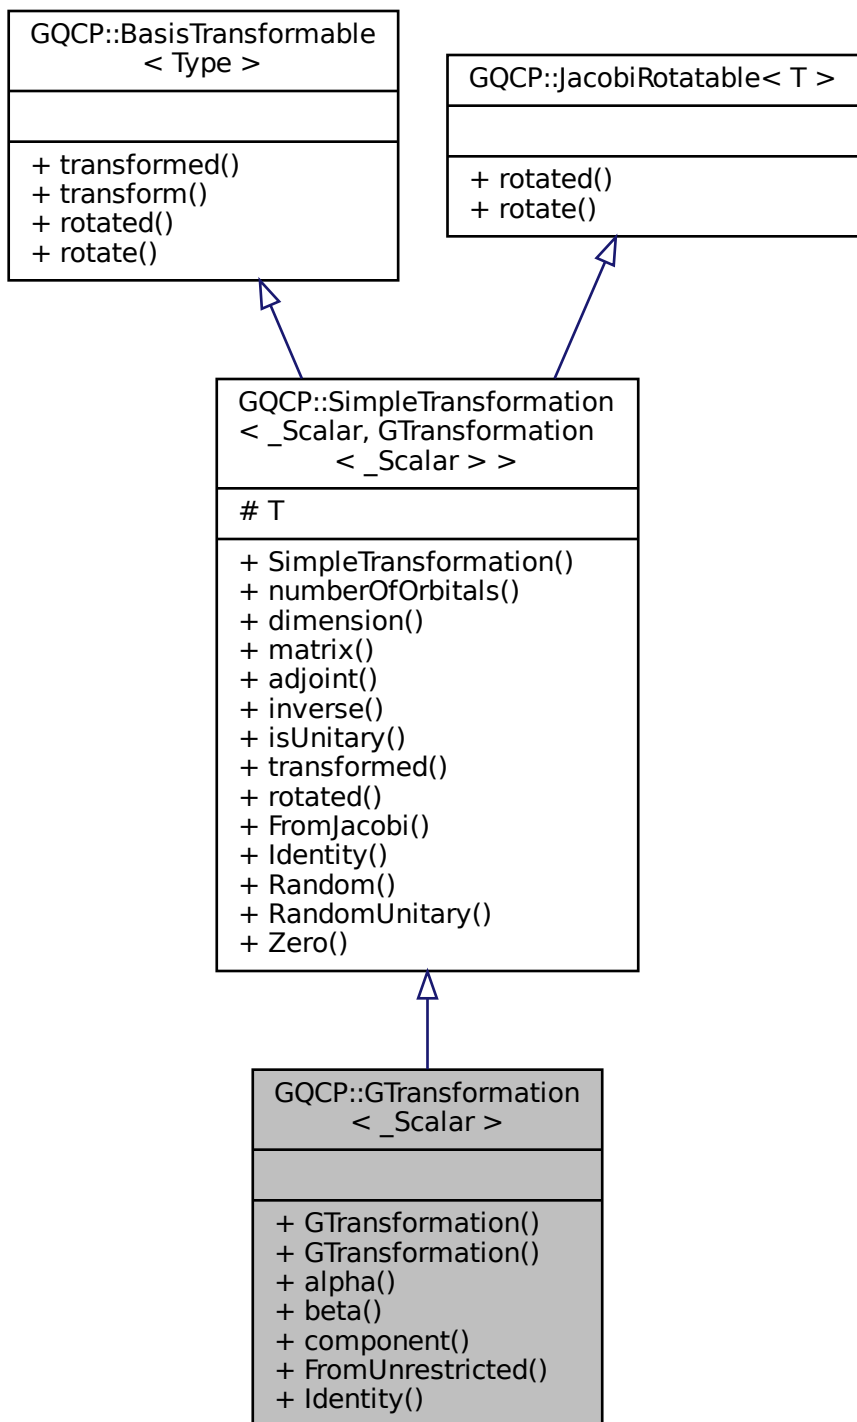 GQCP::BasisTransformable
< Type >
+ transformed()
+ transform()
+ rotated()
+ rotate()
GQCP::JacobiRotatable< T >
+ rotated()
+ rotate()
GQCP::SimpleTransformation
< _Scalar, GTransformation
< _Scalar > >
# T
+ SimpleTransformation()
+ numberOfOrbitals()
+ dimension()
+ matrix()
+ adjoint()
+ inverse()
+ isUnitary()
+ transformed()
+ rotated()
+ FromJacobi()
+ Identity()
+ Random()
+ RandomUnitary()
+ Zero()
GQCP::GTransformation
< _Scalar >
+ GTransformation()
+ GTransformation()
+ alpha()
+ beta()
+ component()
+ FromUnrestricted()
+ Identity()